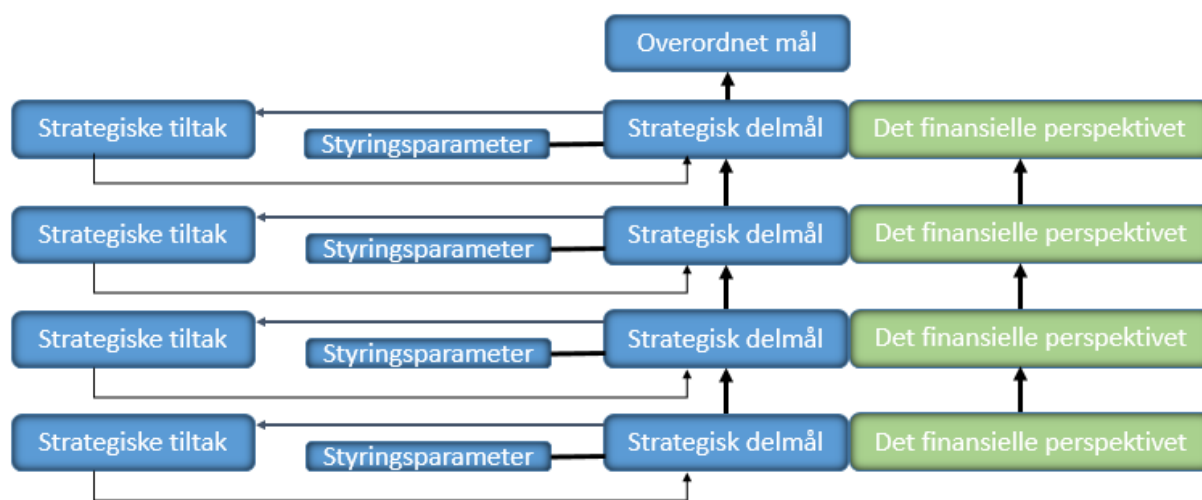 Overordnet mål
Strategiske tiltak
Styringsparameter
Strategisk delmål
Det finansielle perspektivet
Strategiske tiltak
Styringsparameter
Strategisk delmål
Det finansielle perspektivet
Strategiske tiltak
Styringsparameter
Strategisk delmål
Det finansielle perspektivet
Strategiske tiltak
Styringsparameter
Strategisk delmål
Det finansielle perspektivet